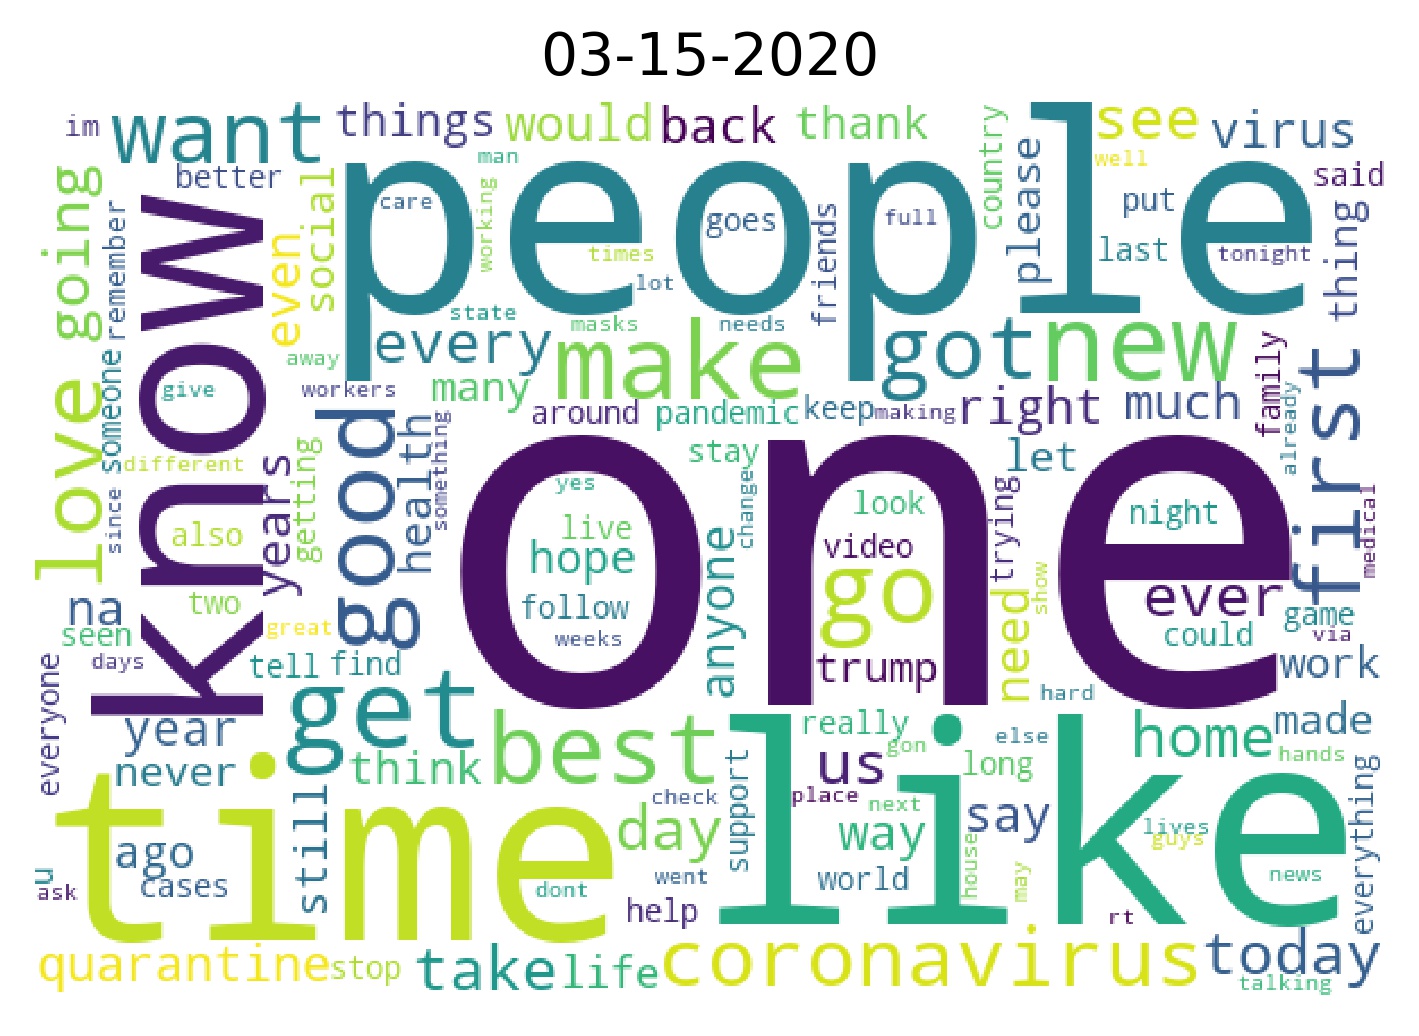 03-15-2020
im
want
things
would
back
thank
country
see
virus
people
man
well
please
said
better
love
going
remember
know
even
social
care
working
times
goes
lot
friends
full
put
last
tonight
thing
state
masks
needs
every
make
got
new
away
workers
many
around
pandemic
keep
making
right
much
family
already
first
give
someone
different
since
also
years
getting
good
health
something
one
stay
change
let
yes
live
hope
follow
weeks
anyone
look
video
go
trump
trying
need
show
night
ever
could
medical
game
via
work
na
seen
two
great
days
tell
find
everyone
year
never
get
think
best
like
really
gon
us
hard
else
long
home
made
hands
time
still
check
support
place
next
day
way
say
lives
guys
everything
ago
cases
u
ask
dont
went
help
world
house
may
rt
news
quarantine
stop
take
life
coronavirus
today
talking